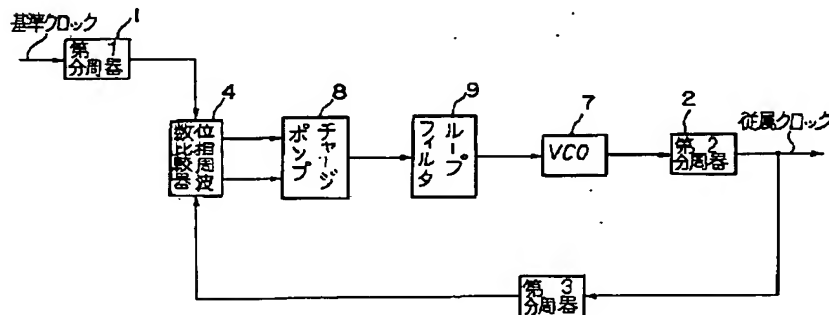 基準クロック
1
第1
分周器
4
位相周波
数比較器
8
チャージ
ポンプ
9
ループ
フィルタ
7
VCO
2
第2
分周器
従属クロック
第3
分周器